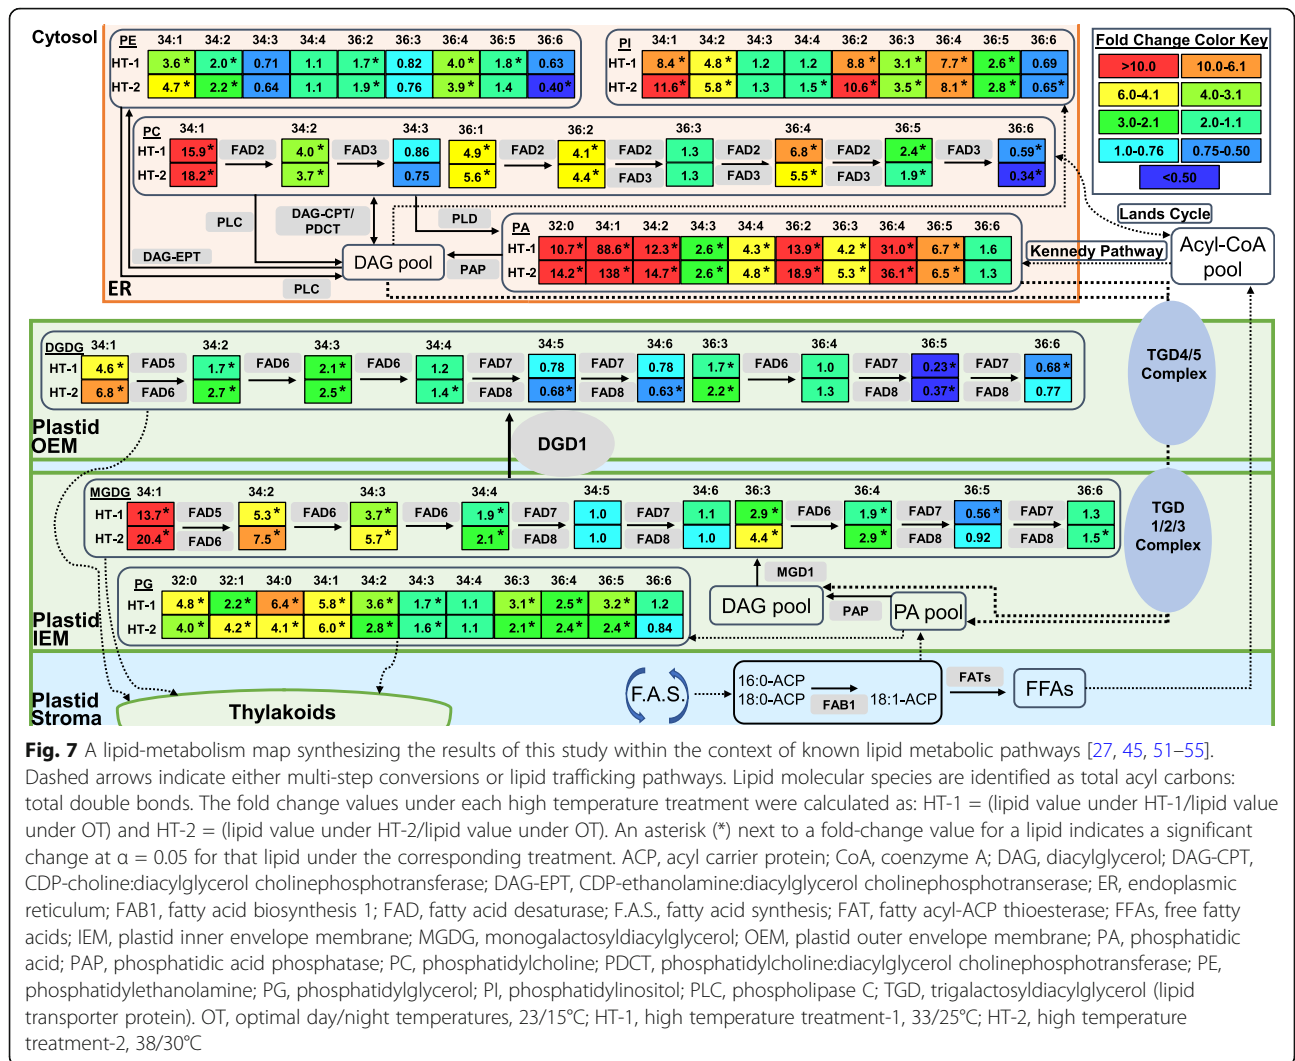 Cytosol
PE 34:1 34:2 34:3 34:4 36:2 36:3 36:4 36:5 36:6
HT-1 3.6* 2.0* 0.71 1.1 1.7* 0.82 4.0* 1.8* 0.63
HT-2 4.7* 2.2* 0.64 1.1 1.9* 0.76 3.9* 1.4 0.40*
PI 34:1 34:2 34:3 34:4 36:2 36:3 36:4 36:5 36:6
HT-1 8.4* 4.8* 1.2 1.2 8.8* 3.1* 7.7* 2.6* 0.69
HT-2 11.6* 5.8* 1.3 1.5* 10.6* 3.5* 8.1* 2.8* 0.65*
Fold Change Color Key
>10.0 10.0-6.1
6.0-4.1 4.0-3.1
3.0-2.1 2.0-1.1
1.0-0.76 0.75-0.50
<0.50
PC 34:1 34:2 34:3 36:1 36:2 36:3 36:4 36:5 36:6
HT-1 15.9* FAD2 4.0* FAD3 0.86 4.9* FAD2 4.1* FAD2 1.3 FAD2 6.8* FAD2 2.4* FAD3 0.59*
HT-2 18.2* 3.7* 0.75 5.6* 4.4* FAD3 1.3 FAD3 5.5* FAD3 1.9* 0.34*
PLC
DAG-CPT/
PDCT
PLD
DAG-EPT
DAG pool
PAP
PLC
ER
PA 32:0 34:1 34:2 34:3 34:4 36:2 36:3 36:4 36:5 36:6
HT-1 10.7* 88.6* 12.3* 2.6* 4.3* 13.9* 4.2* 31.0* 6.7* 1.6
HT-2 14.2* 138* 14.7* 2.6* 4.8* 18.9* 5.3* 36.1* 6.5* 1.3
Lands Cycle
Kennedy Pathway
Acyl-CoA
pool
DGDG 34:1 34:2 34:3 34:4 34:5 34:6 36:3 36:4 36:5 36:6
HT-1 4.6* FAD5 1.7* FAD6 2.1* FAD6 1.2 FAD7 0.78 FAD7 0.78 1.7* FAD6 1.0 FAD7 0.23* FAD7 0.68*
HT-2 6.8* FAD6 2.7* 2.5* 1.4* FAD8 0.68* FAD8 0.63* 2.2* 1.3 FAD8 0.37* FAD8 0.77
TGD4/5
Complex
Plastid
OEM
DGD1
MGDG 34:1 34:2 34:3 34:4 34:5 34:6 36:3 36:4 36:5 36:6
HT-1 13.7* FAD5 5.3* FAD6 3.7* FAD6 1.9* FAD7 1.0 FAD7 1.1 2.9* FAD6 1.9* FAD7 0.56* FAD7 1.3
HT-2 20.4* FAD6 7.5* 5.7* 2.1* FAD8 1.0 FAD8 1.0 4.4* 2.9* FAD8 0.92 FAD8 1.5*
TGD
1/2/3
Complex
PG 32:0 32:1 34:0 34:1 34:2 34:3 34:4 36:3 36:4 36:5 36:6
HT-1 4.8* 2.2* 6.4* 5.8* 3.6* 1.7* 1.1 3.1* 2.5* 3.2* 1.2
HT-2 4.0* 4.2* 4.1* 6.0* 2.8* 1.6* 1.1 2.1* 2.4* 2.4* 0.84
MGD1
DAG pool
PAP
PA pool
Plastid
IEM
Plastid
Stroma
Thylakoids
F.A.S.
16:0-ACP
18:0-ACP
FAB1
18:1-ACP
FATs
FFAs
Fig. 7 A lipid-metabolism map synthesizing the results of this study within the context of known lipid metabolic pathways [27, 45, 51–55].
Dashed arrows indicate either multi-step conversions or lipid trafficking pathways. Lipid molecular species are identified as total acyl carbons:
total double bonds. The fold change values under each high temperature treatment were calculated as: HT-1 = (lipid value under HT-1/lipid value
under OT) and HT-2 = (lipid value under HT-2/lipid value under OT). An asterisk (*) next to a fold-change value for a lipid indicates a significant
change at α = 0.05 for that lipid under the corresponding treatment. ACP, acyl carrier protein; CoA, coenzyme A; DAG, diacylglycerol; DAG-CPT,
CDP-choline:diacylglycerol cholinephosphotransferase; DAG-EPT, CDP-ethanolamine:diacylglycerol cholinephosphotranserase; ER, endoplasmic
reticulum; FAB1, fatty acid biosynthesis 1; FAD, fatty acid desaturase; F.A.S., fatty acid synthesis; FAT, fatty acyl-ACP thioesterase; FFAs, free fatty
acids; IEM, plastid inner envelope membrane; MGDG, monogalactosyldiacylglycerol; OEM, plastid outer envelope membrane; PA, phosphatidic
acid; PAP, phosphatidic acid phosphatase; PC, phosphatidylcholine; PDCT, phosphatidylcholine:diacylglycerol cholinephosphotransferase; PE,
phosphatidylethanolamine; PG, phosphatidylglycerol; PI, phosphatidylinositol; PLC, phospholipase C; TGD, trigalactosyldiacylglycerol (lipid
transporter protein). OT, optimal day/night temperatures, 23/15°C; HT-1, high temperature treatment-1, 33/25°C; HT-2, high temperature
treatment-2, 38/30°C